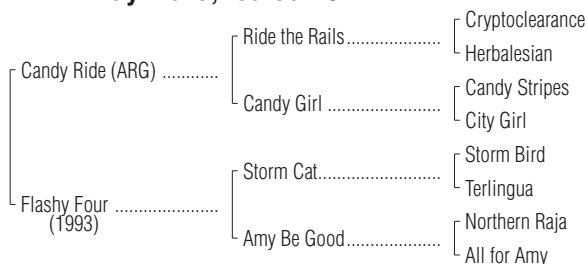 Cryptoclearance
Ride the Rails
Herbalesian
Candy Ride (ARG)
Candy Stripes
Candy Girl
City Girl
Storm Bird
Storm Cat
Terlingua
Flashy Four
(1993)
Northern Raja
Amy Be Good
All for Amy